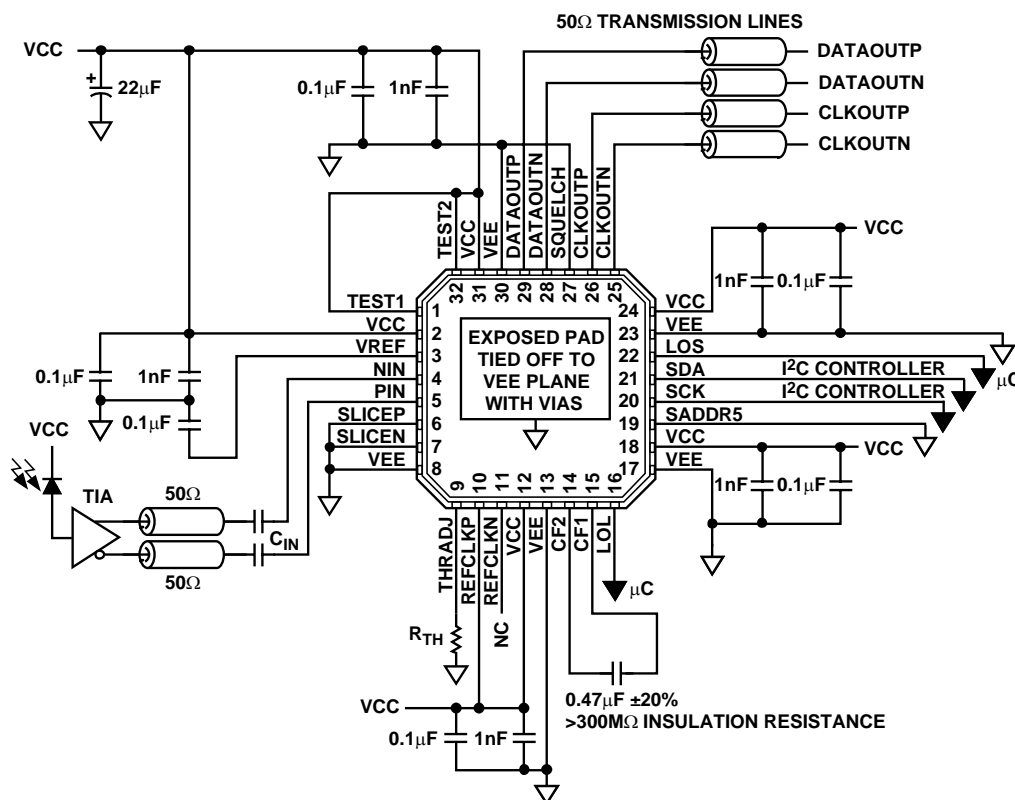 50Ω TRANSMISSION LINES
VCC
DATAOUTP
22μF
0.1μF
1nF
DATAOUTN
CLKOUTP
CLKOUTN
TEST2
VCC
VEE
DATAOUTP
DATAOUTN
SQUELCH
CLKOUTP
CLKOUTN
VCC
1nF
0.1μF
32
31
30
29
28
27
26
25
TEST1
1
VCC
2
VREF
3
NIN
4
PIN
5
SLICEP
6
SLICEN
7
VEE
8
EXPOSED PAD
TIED OFF TO
VEE PLANE
WITH VIAS
24
VCC
23
VEE
22
LOS
21
SDA
I2C CONTROLLER
μC
20
SCK
I2C CONTROLLER
19
SADDR5
18
VCC
VCC
17
VEE
1nF
0.1μF
0.1μF
1nF
0.1μF
VCC
TIA
50Ω
CIN
50Ω
9
10
11
12
13
14
15
16
THRADJ
REFCLKP
REFCLKN
VCC
VEE
CF2
CF1
LOL
μC
RTH
NC
0.47μF ±20%
>300MΩ INSULATION RESISTANCE
VCC
0.1μF
1nF